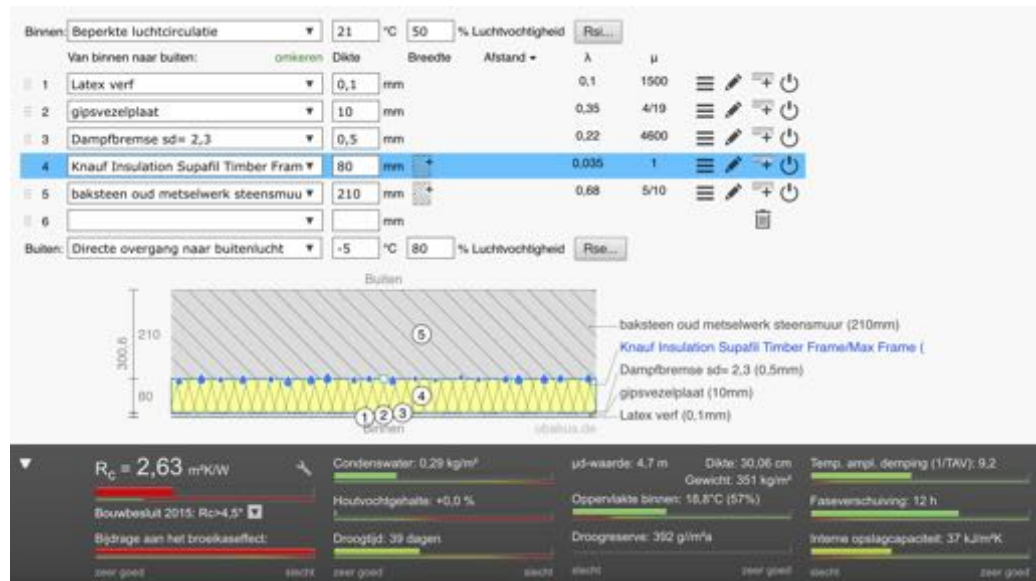 Binnen: Beperkte luchtcirculatie 21 °C 50 % Luchtvochtigheid Rsi...
Van binnen naar buiten: omkeren Dikte Breedte Afstand λ μ
1 Latex verf 0,1 mm 0,1 1500
2 gipsvezelplaat 10 mm 0,35 4/19
3 Dampfbremse sd= 2,3 0,5 mm 0,22 4600
4 Knauf Insulation Supafil Timber Fram 80 mm 0,035 1
5 baksteen oud metselwerk steensmuu 210 mm 0,68 5/10
6 mm
Buiten: Directe overgang naar buitenlucht -5 °C 80 % Luchtvochtigheid Rse...
Buiten
300,6
210
80
5
4
1 2 3
Binnen
ubakus.de
baksteen oud metselwerk steensmuur (210mm)
Knauf Insulation Supafil Timber Frame/Max Frame (
Dampfbremse sd= 2,3 (0,5mm)
gipsvezelplaat (10mm)
Latex verf (0,1mm)
Rc = 2,63 m²K/W
Bouwbesluit 2015: Rc>4,5*
Bijdrage aan het broeikaseffect:
zeer goed slecht
Condenswater: 0,29 kg/m²
Houtvochtgehalte: +0,0 %
Droogtijd: 39 dagen
zeer goed slecht
μd-waarde: 4,7 m Dikte: 30,06 cm
Gewicht: 351 kg/m²
Oppervlakte binnen: 18,8°C (57%)
Droogreserve: 392 g/m²a
slecht zeer goed
Temp. ampl. demping (1/TAV): 9,2
Faseverschuiving: 12 h
Interne opslagcapaciteit: 37 kJ/m²K
slecht zeer goed